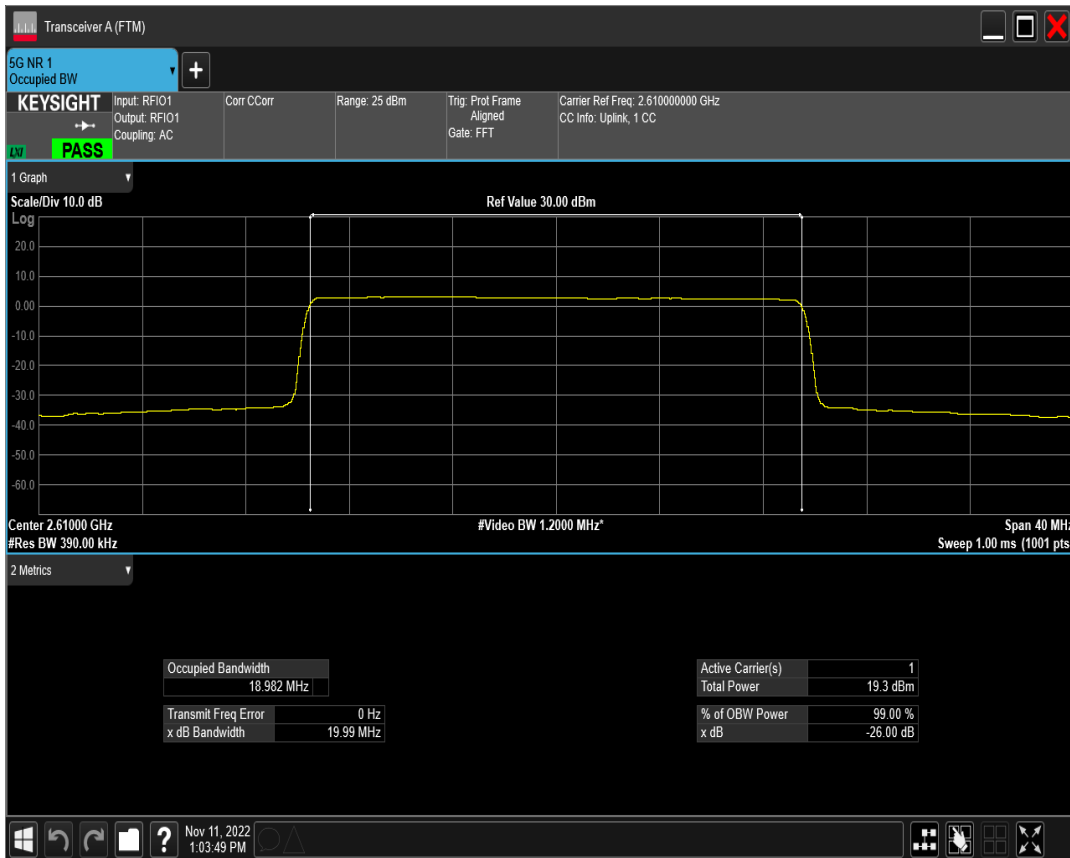 Transceiver A (FTM)
5G NR 1
Occupied BW
+
KEYSIGHT
LXI
PASS
Input: RFIO1
Output: RFIO1
Coupling: AC
Corr CCorr
Range: 25 dBm
Trig: Prot Frame
Aligned
Gate: FFT
Carrier Ref Freq: 2.610000000 GHz
CC Info: Uplink, 1 CC
1 Graph
Scale/Div 10.0 dB
Ref Value 30.00 dBm
Log
20.0
10.0
0.00
-10.0
-20.0
-30.0
-40.0
-50.0
-60.0
Center 2.61000 GHz
#Video BW 1.2000 MHz*
Span 40 MHz
#Res BW 390.00 kHz
Sweep 1.00 ms (1001 pts
2 Metrics
Occupied Bandwidth
18.982 MHz
Transmit Freq Error 0 Hz
x dB Bandwidth 19.99 MHz
Active Carrier(s) 1
Total Power 19.3 dBm
% of OBW Power 99.00 %
x dB -26.00 dB
?
Nov 11, 2022
1:03:49 PM